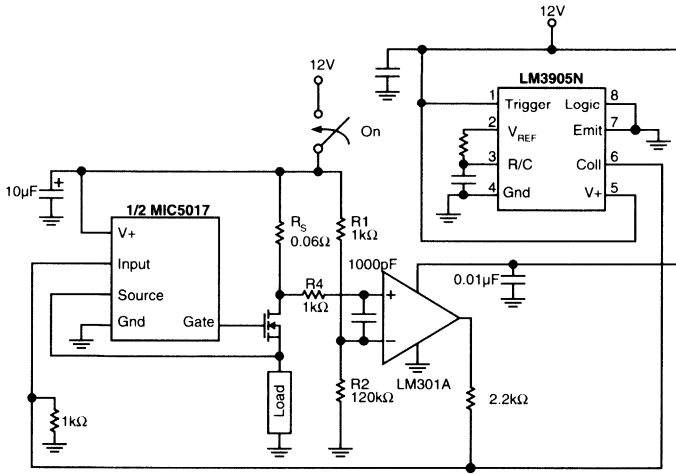 12V
LM3905N
1
Trigger
Logic
8
2
VREF
Emit
7
3
R/C
Coll
6
4
Gnd
V+
5
12V
On
10µF
+
1/2 MIC5017
V+
Input
Source
Gnd
Gate
RS
0.06Ω
R1
1kΩ
1000pF
R4
1kΩ
+
−
LM301A
0.01µF
R2
120kΩ
Load
1kΩ
2.2kΩ